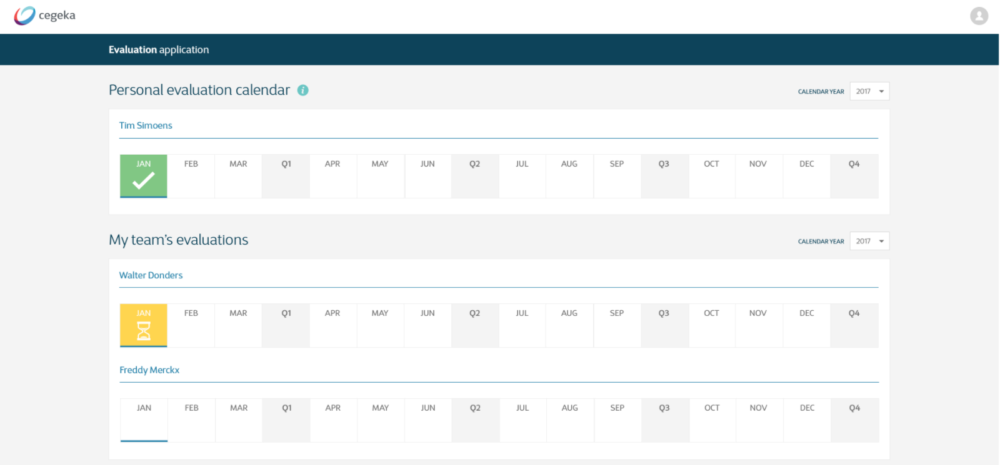 cegeka
Evaluation application
Personal evaluation calendar i
CALENDAR YEAR 2017
Tim Simoens
JAN FEB MAR Q1 APR MAY JUN Q2 JUL AUG SEP Q3 OCT NOV DEC Q4
My team’s evaluations
CALENDAR YEAR 2017
Walter Donders
JAN FEB MAR Q1 APR MAY JUN Q2 JUL AUG SEP Q3 OCT NOV DEC Q4
Freddy Merckx
JAN FEB MAR Q1 APR MAY JUN Q2 JUL AUG SEP Q3 OCT NOV DEC Q4